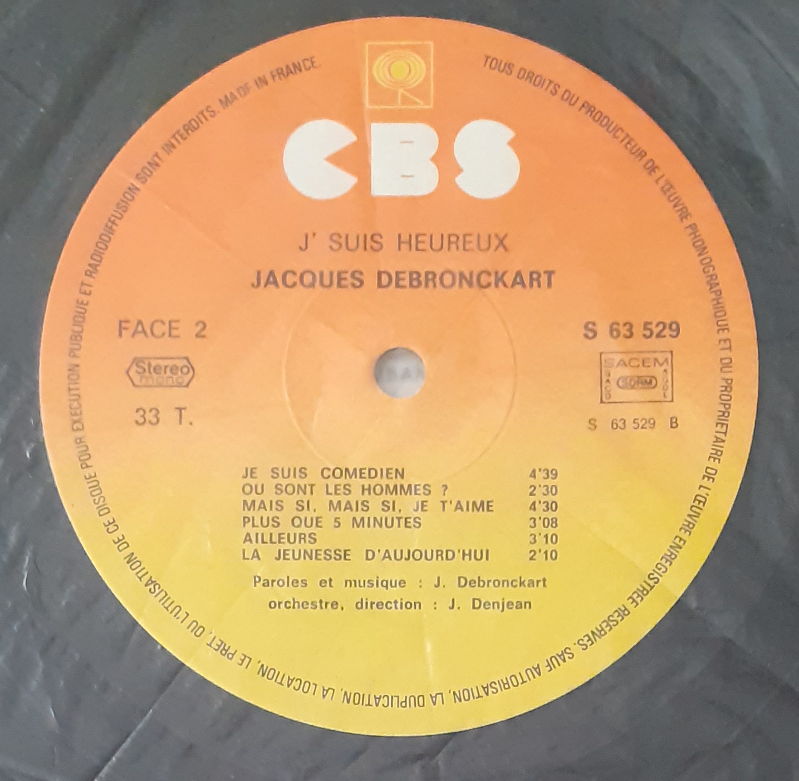 TOUS DROITS DU PRODUCTEUR DE L'ŒUVRE PHONOGRAPHIQUE ET DU PROPRIETAIRE DE L'ŒUVRE ENREGISTREE RESERVES. SAUF AUTORISATION, LA DUPLICATION, LA LOCATION, LE PRET, OU L'UTILISATION DE CE DISQUE POUR EXECUTION PUBLIQUE ET RADIODIFFUSION SONT INTERDITS. MADE IN FRANCE.
CBS
J' SUIS HEUREUX
JACQUES DEBRONCKART
FACE 2
S 63 529
Stereo
mono
SACEM
SACD
SDRM
33 T.
S 63 529 B
JE SUIS COMEDIEN 4'39
OU SONT LES HOMMES ? 2'30
MAIS SI, MAIS SI, JE T'AIME 4'30
PLUS QUE 5 MINUTES 3'08
AILLEURS 3'10
LA JEUNESSE D'AUJOURD'HUI 2'10
Paroles et musique : J. Debronckart
orchestre, direction : J. Denjean